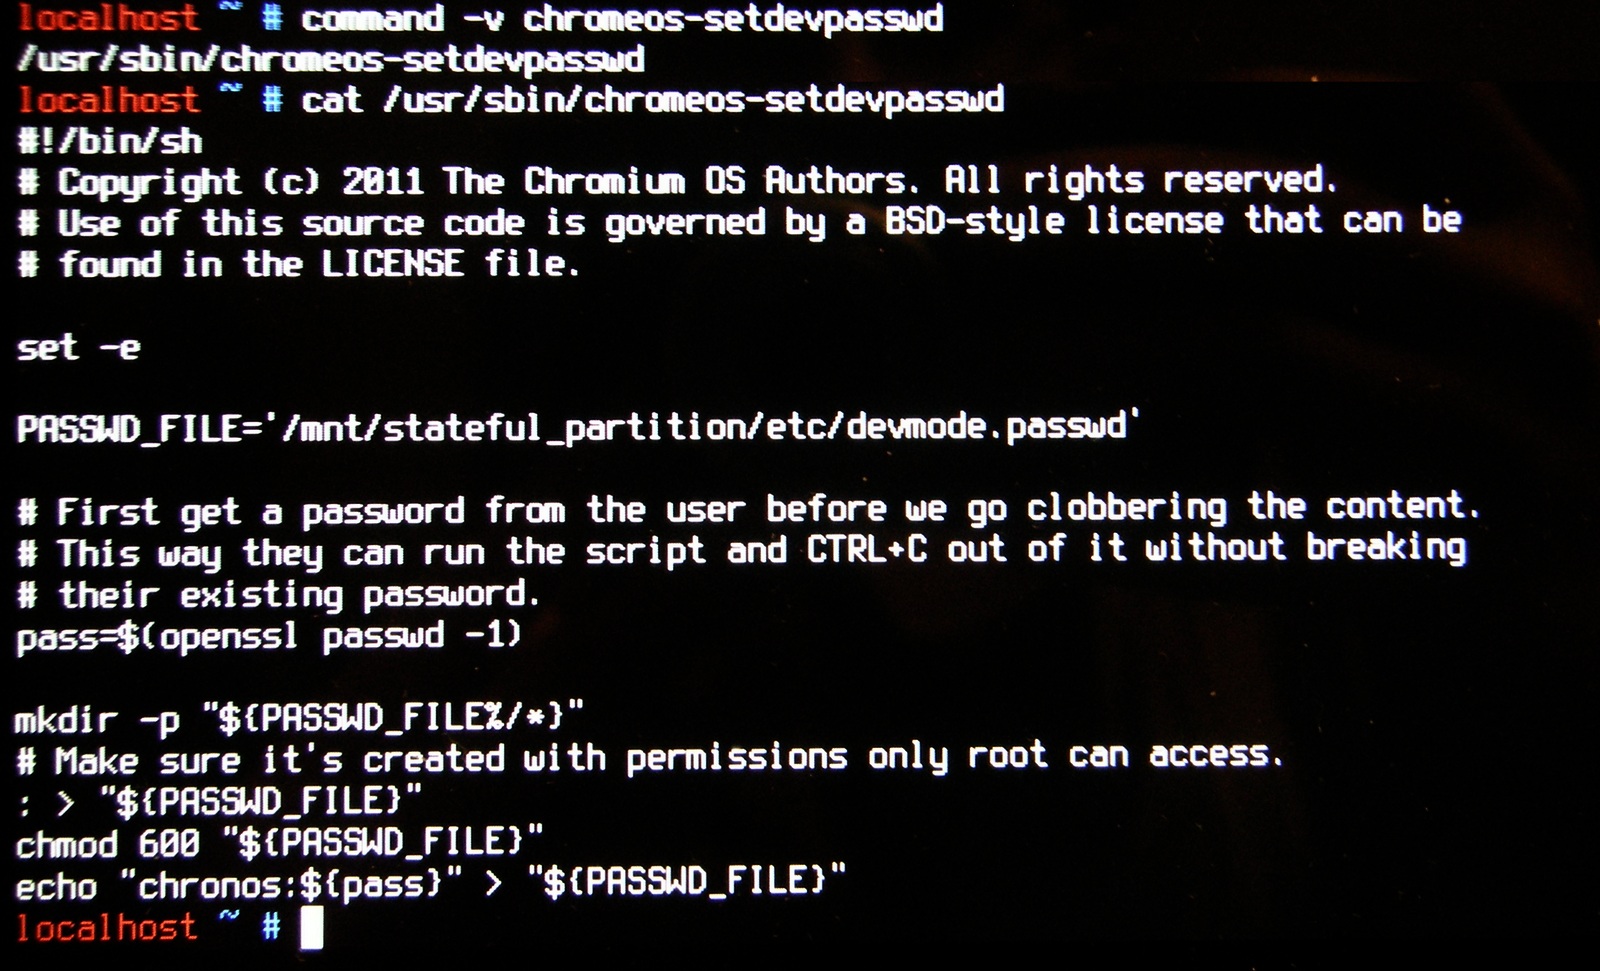 localhost ~ # command -v chromeos-setdevpasswd
/usr/sbin/chromeos-setdevpasswd
localhost ~ # cat /usr/sbin/chromeos-setdevpasswd
#!/bin/sh
# Copyright (c) 2011 The Chromium OS Authors. All rights reserved.
# Use of this source code is governed by a BSD-style license that can be
# found in the LICENSE file.
set -e
PASSWD_FILE='/mnt/stateful_partition/etc/devmode.passwd'
# First get a password from the user before we go clobbering the content.
# This way they can run the script and CTRL+C out of it without breaking
# their existing password.
pass=$(openssl passwd -1)
mkdir -p "${PASSWD_FILE%/*}"
# Make sure it's created with permissions only root can access.
: > "${PASSWD_FILE}"
chmod 600 "${PASSWD_FILE}"
echo "chronos:${pass}" > "${PASSWD_FILE}"
localhost ~ #